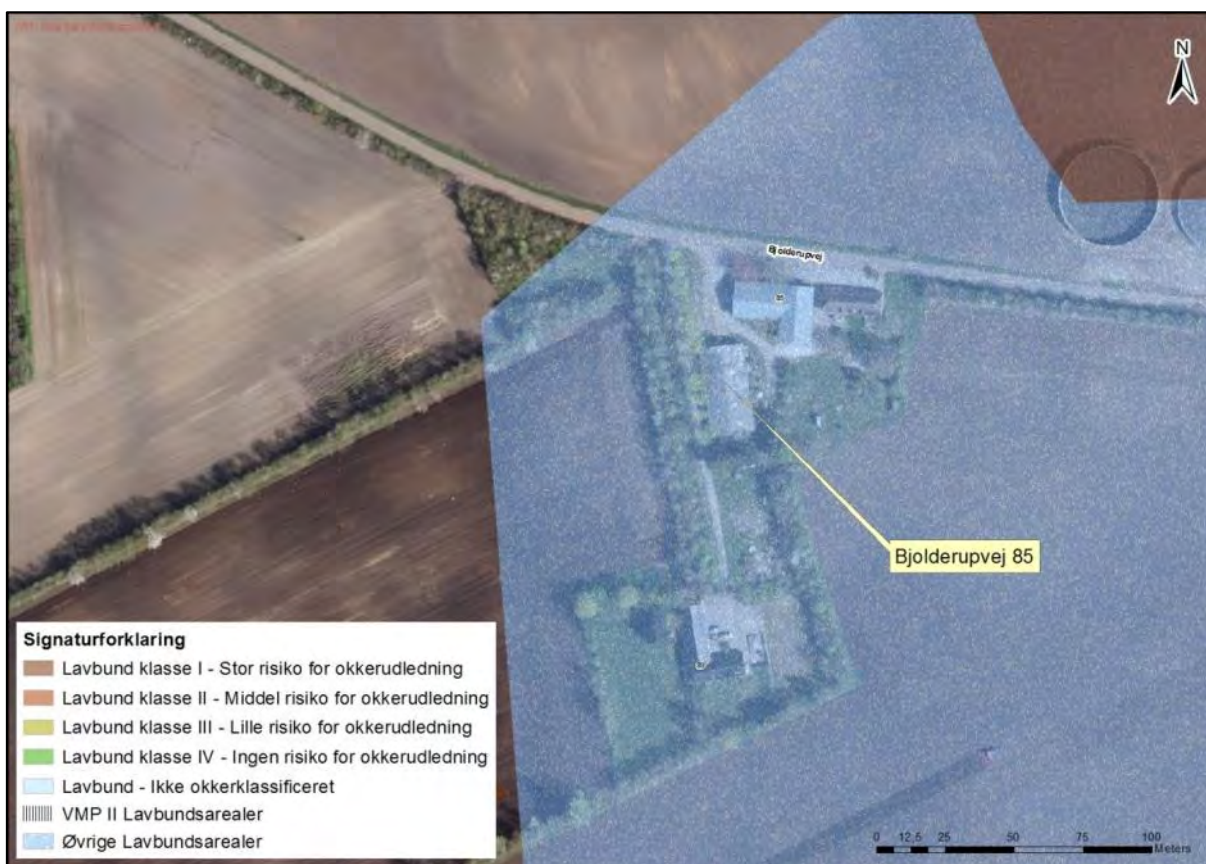 N
Bjolderupvej
85
Bjolderupvej 85
Signaturforklaring
Lavbund klasse I - Stor risiko for okkerudledning
Lavbund klasse II - Middel risiko for okkerudledning
Lavbund klasse III - Lille risiko for okkerudledning
Lavbund klasse IV - Ingen risiko for okkerudledning
Lavbund - Ikke okkerklassificeret
VMP II Lavbundsarealer
Øvrige Lavbundsarealer
0 12,5 25 50 75 100
Meters